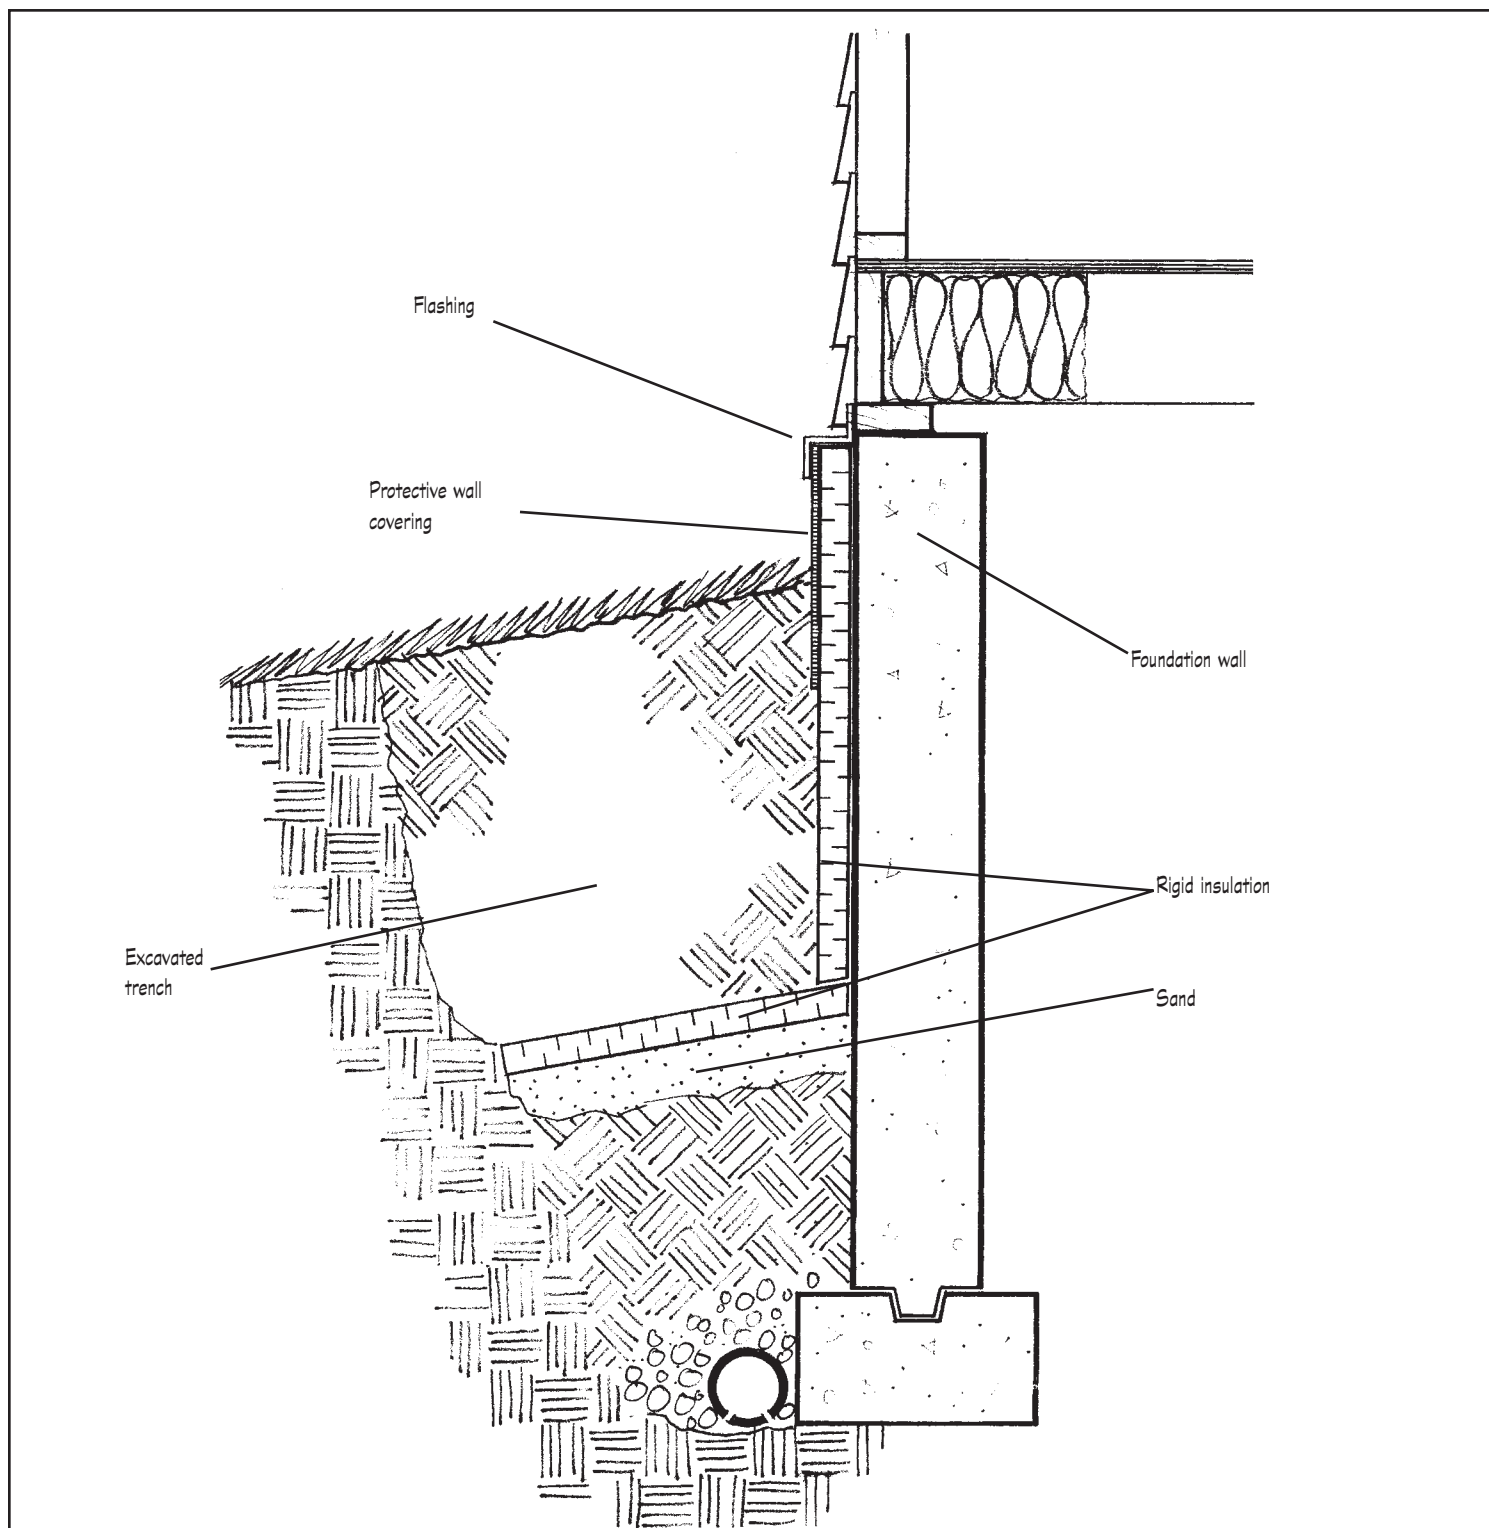 Flashing
Protective wall
covering
Foundation wall
Rigid insulation
Excavated
trench
Sand